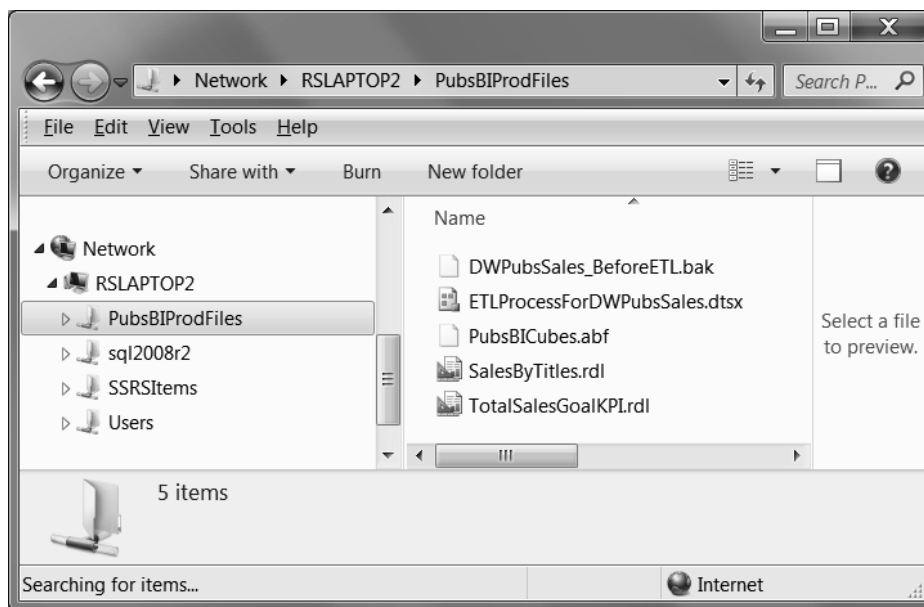 Network RSLAPTOP2 PubsBIProdFiles Search P...
File Edit View Tools Help
Organize Share with Burn New folder
Network
RSLAPTOP2
PubsBIProdFiles
sql2008r2
SSRSItems
Users
Name
DWPubsSales_BeforeETL.bak
ETLProcessForDWPubsSales.dtsx
PubsBICubes.abf
SalesByTitles.rdl
TotalSalesGoalKPI.rdl
Select a file
to preview.
5 items
Searching for items...
Internet